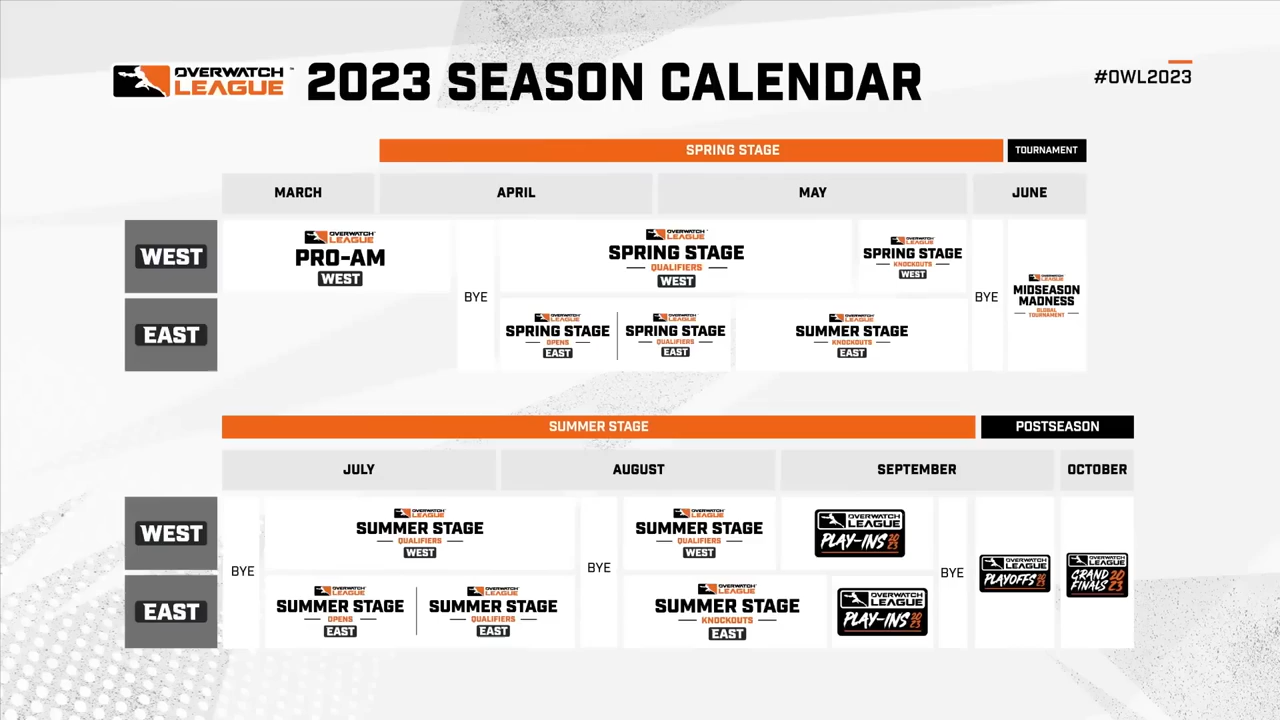 OVERWATCH LEAGUE
2023 SEASON CALENDAR
#OWL2023
SPRING STAGE
TOURNAMENT
MARCH
APRIL
MAY
JUNE
WEST
OVERWATCH LEAGUE
PRO-AM
WEST
BYE
OVERWATCH LEAGUE
SPRING STAGE
QUALIFIERS
WEST
OVERWATCH LEAGUE
SPRING STAGE
KNOCKOUTS
WEST
BYE
OVERWATCH LEAGUE
MIDSEASON
MADNESS
GLOBAL
TOURNAMENT
EAST
OVERWATCH LEAGUE
SPRING STAGE
OPENS
EAST
OVERWATCH LEAGUE
SPRING STAGE
QUALIFIERS
EAST
OVERWATCH LEAGUE
SUMMER STAGE
KNOCKOUTS
EAST
SUMMER STAGE
POSTSEASON
JULY
AUGUST
SEPTEMBER
OCTOBER
WEST
BYE
OVERWATCH LEAGUE
SUMMER STAGE
QUALIFIERS
WEST
BYE
OVERWATCH LEAGUE
SUMMER STAGE
QUALIFIERS
WEST
OVERWATCH LEAGUE
PLAY-INS 2023
BYE
OVERWATCH LEAGUE
PLAYOFFS 2023
OVERWATCH LEAGUE
GRAND FINALS 2023
EAST
OVERWATCH LEAGUE
SUMMER STAGE
OPENS
EAST
OVERWATCH LEAGUE
SUMMER STAGE
QUALIFIERS
EAST
OVERWATCH LEAGUE
SUMMER STAGE
KNOCKOUTS
EAST
OVERWATCH LEAGUE
PLAY-INS 2023